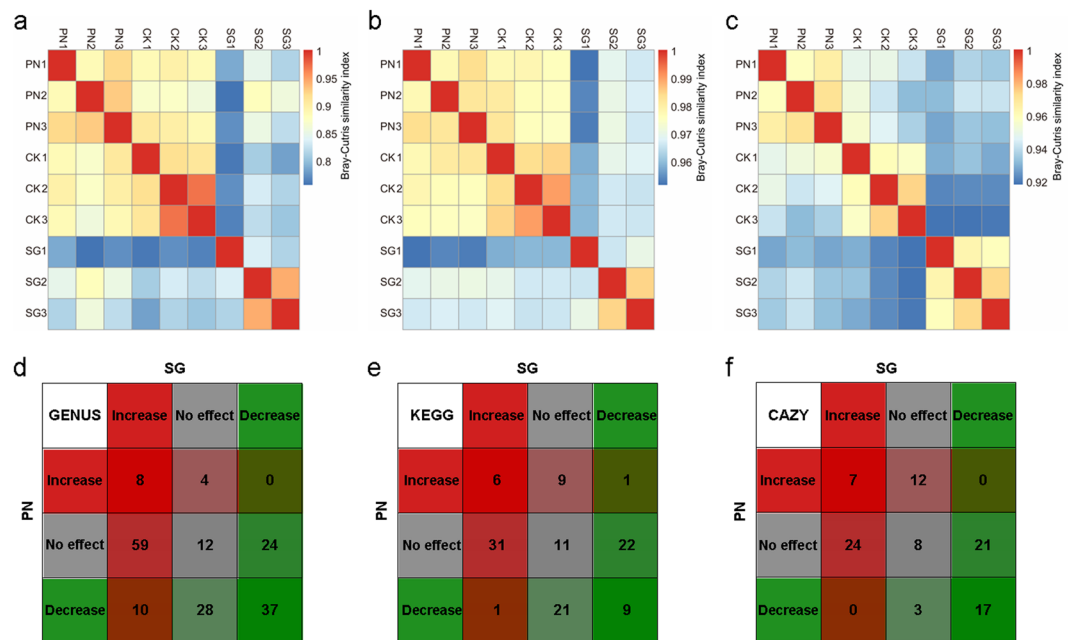 a
PN1 PN2 PN3 CK1 CK2 CK3 SG1 SG2 SG3
PN1
PN2
PN3
CK1
CK2
CK3
SG1
SG2
SG3
1
0.95
0.9
0.85
0.8
Bray-Cutris similarity index
b
PN1 PN2 PN3 CK1 CK2 CK3 SG1 SG2 SG3
PN1
PN2
PN3
CK1
CK2
CK3
SG1
SG2
SG3
1
0.99
0.98
0.97
0.96
Bray-Cutris similarity index
c
PN1 PN2 PN3 CK1 CK2 CK3 SG1 SG2 SG3
PN1
PN2
PN3
CK1
CK2
CK3
SG1
SG2
SG3
1
0.98
0.96
0.94
0.92
Bray-Cutris similarity index
d
SG
PN
GENUS Increase No effect Decrease
Increase 8 4 0
No effect 59 12 24
Decrease 10 28 37
e
SG
PN
KEGG Increase No effect Decrease
Increase 6 9 1
No effect 31 11 22
Decrease 1 21 9
f
SG
PN
CAZY Increase No effect Decrease
Increase 7 12 0
No effect 24 8 21
Decrease 0 3 17